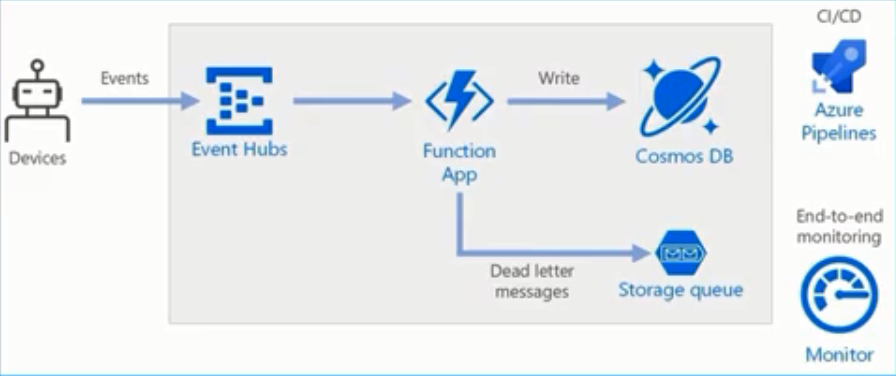 CI/CD
Events
Devices
Event Hubs
Function
App
Write
Cosmos DB
Azure
Pipelines
Dead letter
messages
Storage queue
End-to-end
monitoring
Monitor